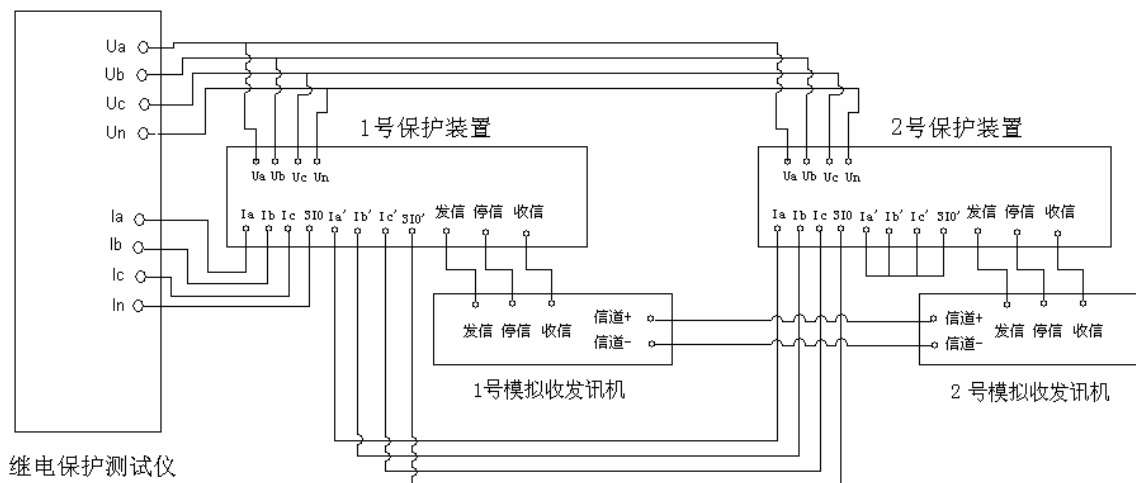 Ua
Ub
Uc
Un
Ia
Ib
Ic
In
继电保护测试仪
1号保护装置
Ua Ub Uc Un
Ia Ib Ic 3I0 Ia' Ib' Ic' 3I0' 发信 停信 收信
发信 停信 收信
信道+
信道-
1号模拟收发讯机
2号保护装置
Ua Ub Uc Un
Ia Ib Ic 3I0 Ia' Ib' Ic' 3I0' 发信 停信 收信
信道+
信道-
发信 停信 收信
2 号模拟收发讯机